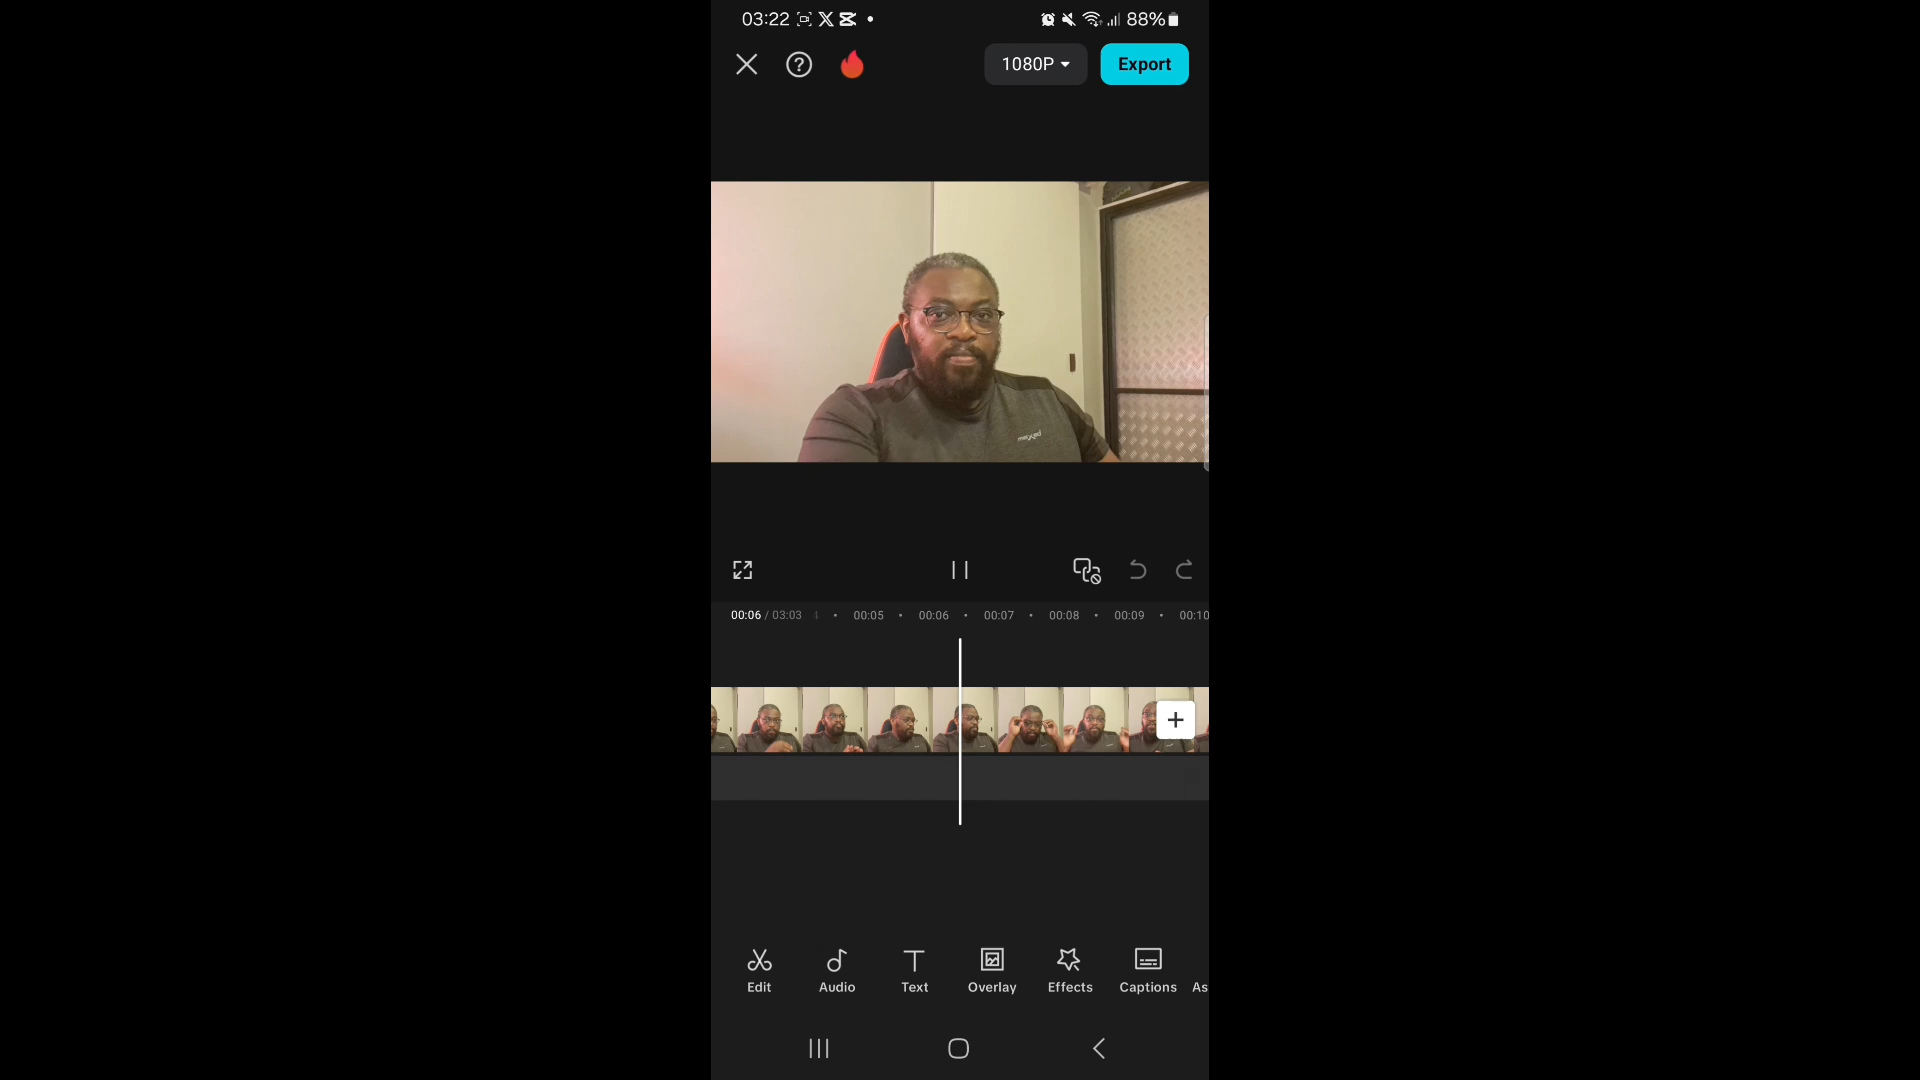 03:22 88%
1080P Export
00:06 / 03:03 00:05 00:06 00:07 00:08 00:09 00:10
Edit Audio Text Overlay Effects Captions As